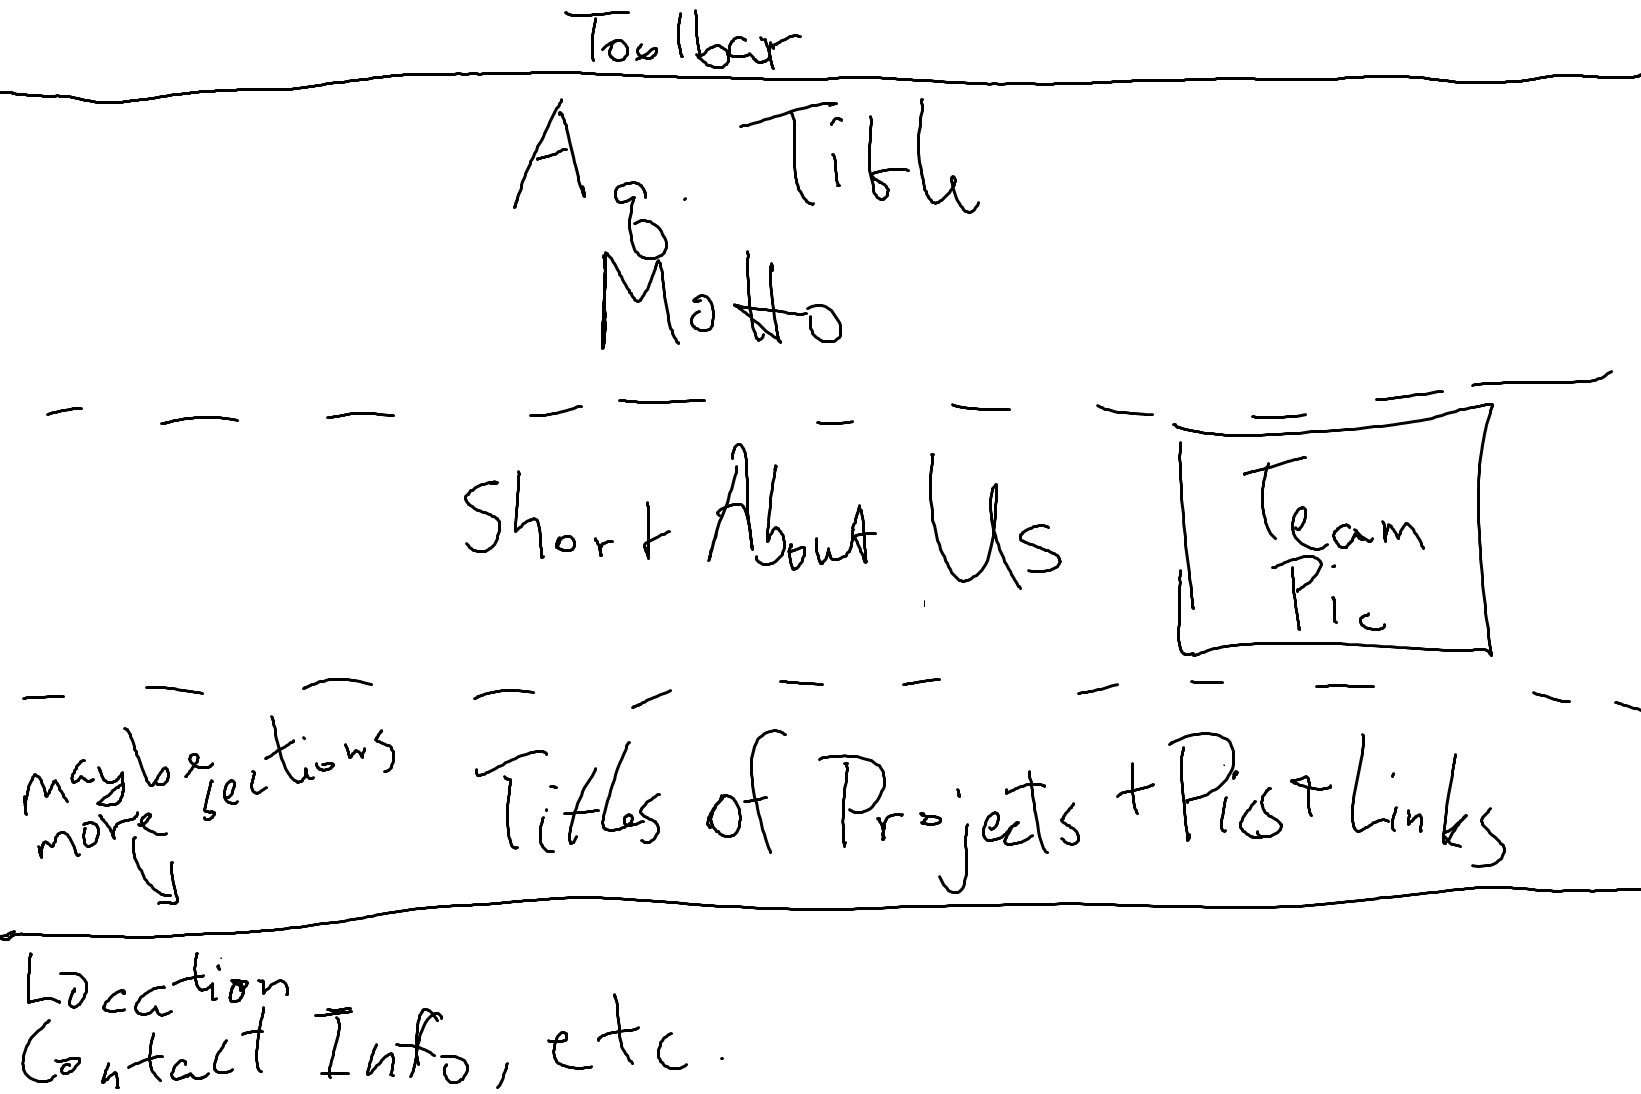 Toolbar
Ag. Title
Motto
Short About Us
Team
Pic
maybe
more sections
Titles of Projects + Pics + Links
Location
Contact Info, etc.